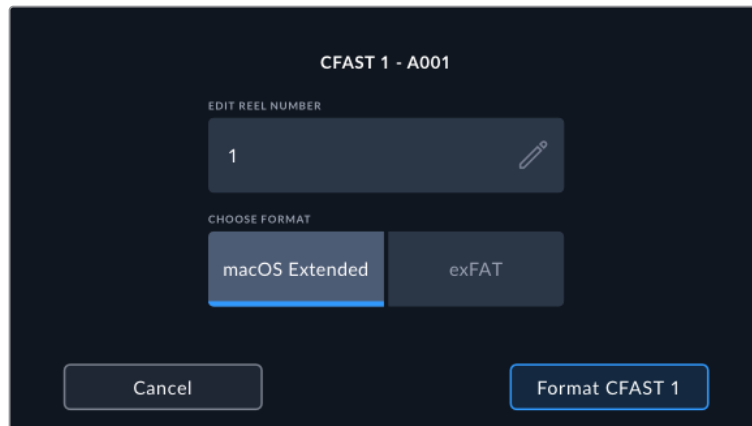 CFAST 1 - A001
EDIT REEL NUMBER
1
CHOOSE FORMAT
macOS Extended exFAT
Cancel Format CFAST 1